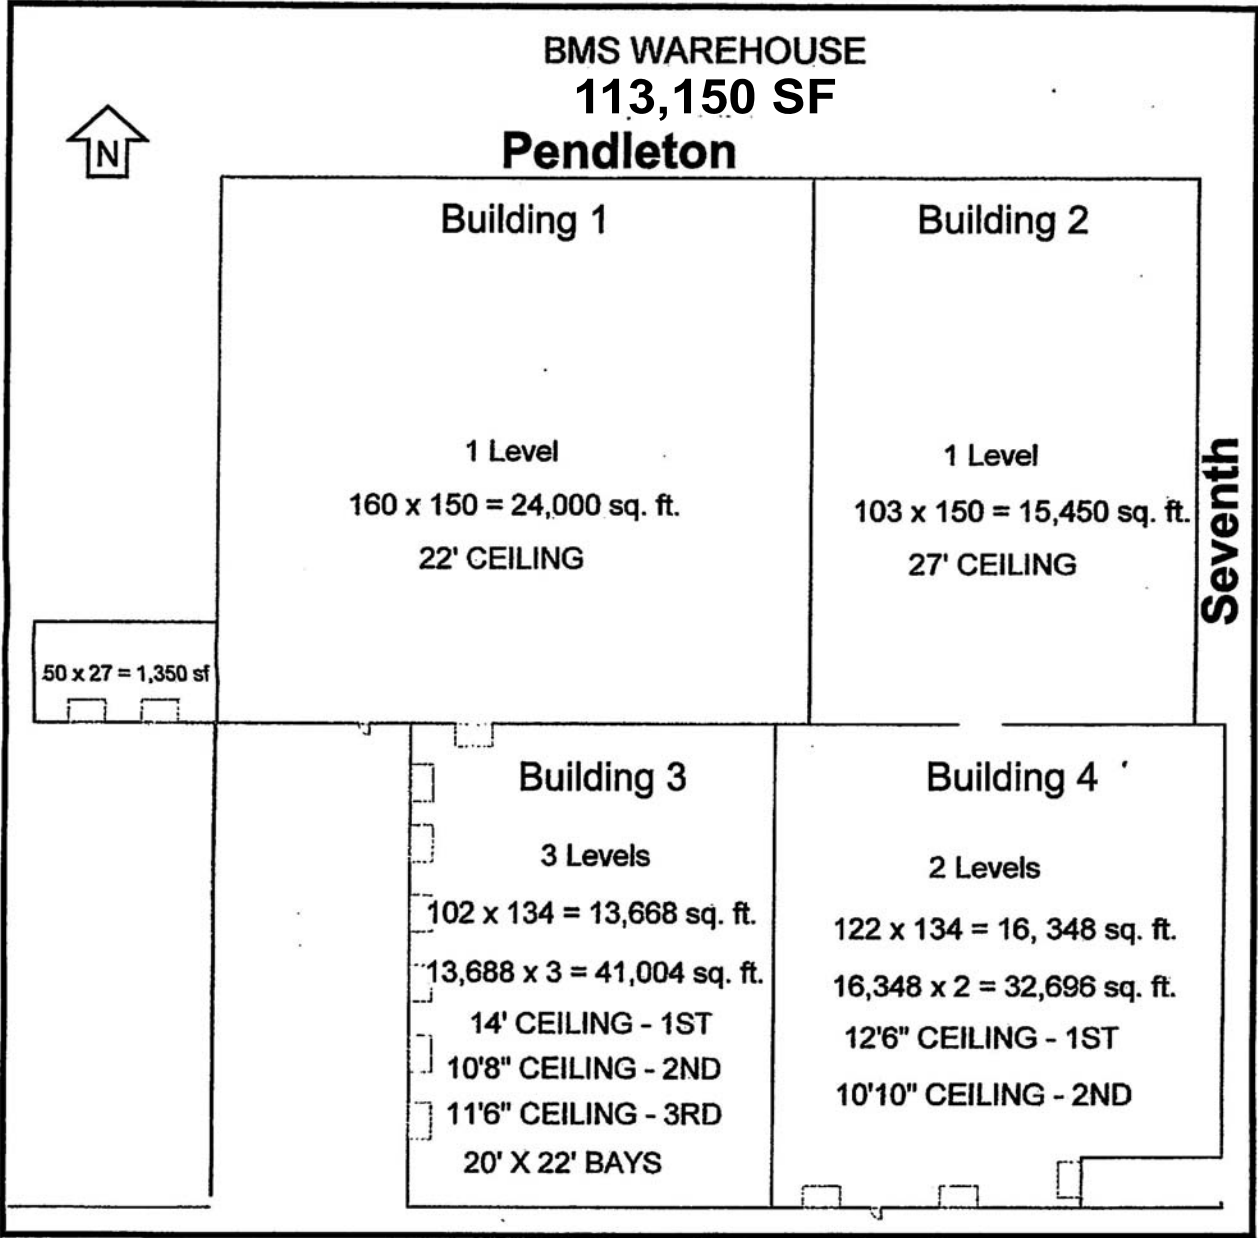 BMS WAREHOUSE
113,150 SF
Pendleton
N
Building 1
1 Level
160 x 150 = 24,000 sq. ft.
22' CEILING
Building 2
1 Level
103 x 150 = 15,450 sq. ft.
27' CEILING
Seventh
50 x 27 = 1,350 sf
Building 3
3 Levels
102 x 134 = 13,668 sq. ft.
13,688 x 3 = 41,004 sq. ft.
14' CEILING - 1ST
10'8" CEILING - 2ND
11'6" CEILING - 3RD
20' X 22' BAYS
Building 4
2 Levels
122 x 134 = 16, 348 sq. ft.
16,348 x 2 = 32,696 sq. ft.
12'6" CEILING - 1ST
10'10" CEILING - 2ND